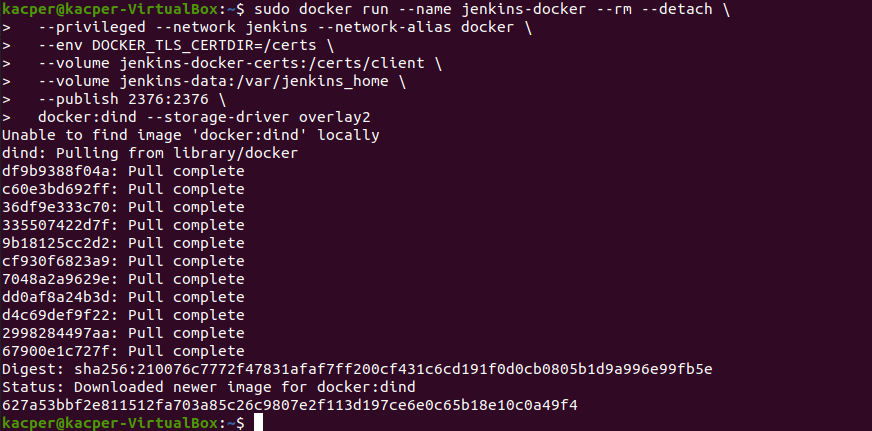 kacper@kacper-VirtualBox:~$ sudo docker run --name jenkins-docker --rm --detach \
>   --privileged --network jenkins --network-alias docker \
>   --env DOCKER_TLS_CERTDIR=/certs \
>   --volume jenkins-docker-certs:/certs/client \
>   --volume jenkins-data:/var/jenkins_home \
>   --publish 2376:2376 \
>   docker:dind --storage-driver overlay2
Unable to find image 'docker:dind' locally
dind: Pulling from library/docker
df9b9388f04a: Pull complete
c60e3bd692ff: Pull complete
36df9e333c70: Pull complete
335507422d7f: Pull complete
9b18125cc2d2: Pull complete
cf930f6823a9: Pull complete
7048a2a9629e: Pull complete
dd0af8a24b3d: Pull complete
d4c69def9f22: Pull complete
2998284497aa: Pull complete
67900e1c727f: Pull complete
Digest: sha256:210076c7772f47831afaf7ff200cf431c6cd191f0d0cb0805b1d9a996e99fb5e
Status: Downloaded newer image for docker:dind
627a53bbf2e811512fa703a85c26c9807e2f113d197ce6e0c65b18e10c0a49f4
kacper@kacper-VirtualBox:~$